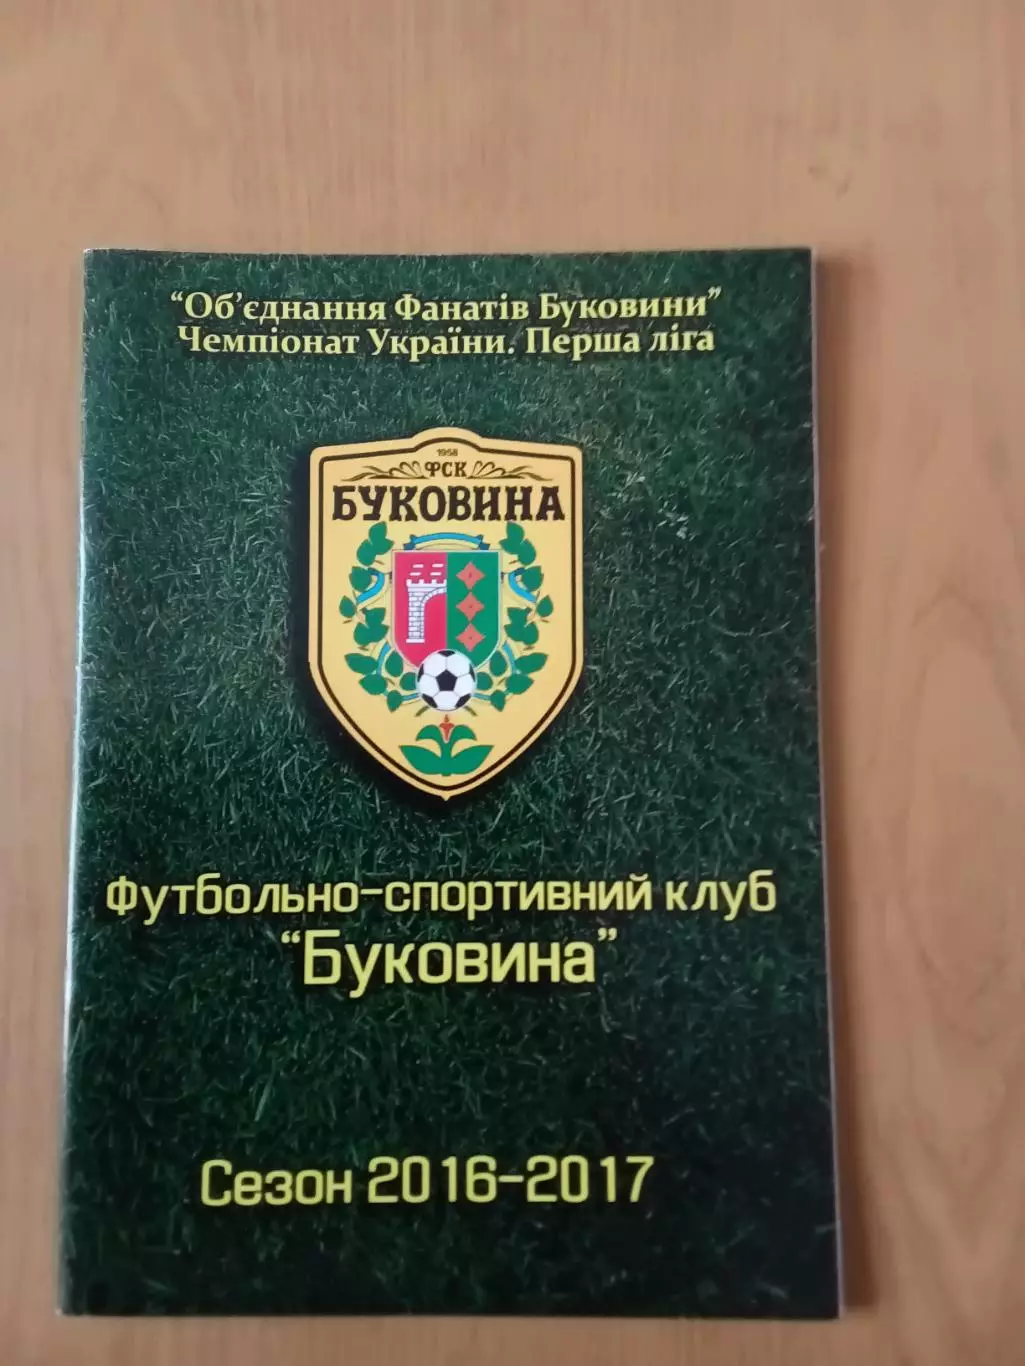 “Об’єднання Фанатів Буковини”
Чемпіонат України. Перша ліга
1958
ФСК
БУКОВИНА
Футбольно-спортивний клуб
“Буковина”
Сезон 2016-2017